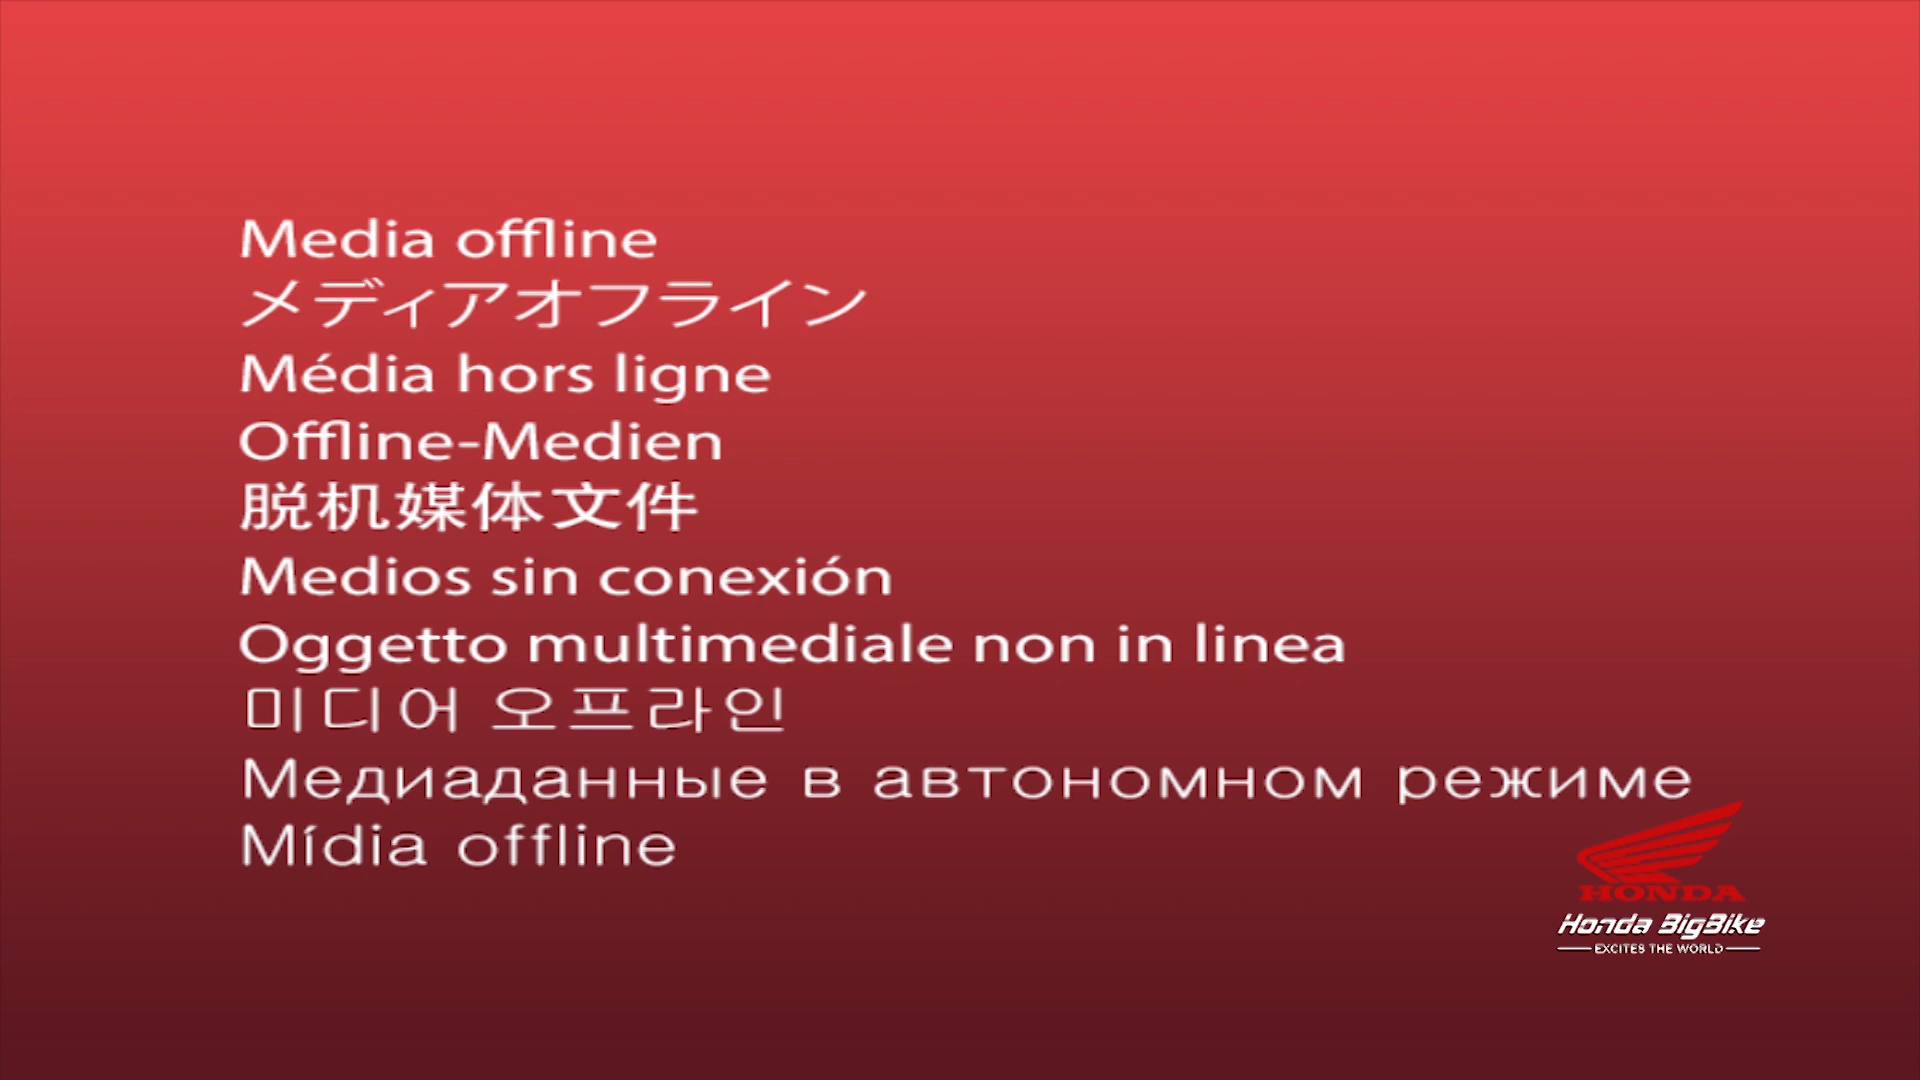 Media offline
メディアオフライン
Média hors ligne
Offline-Medien
脱机媒体文件
Medios sin conexión
Oggetto multimediale non in linea
미디어 오프라인
Медиаданные в автономном режиме
Mídia offline
HONDA
Honda BigBike
EXCITES THE WORLD